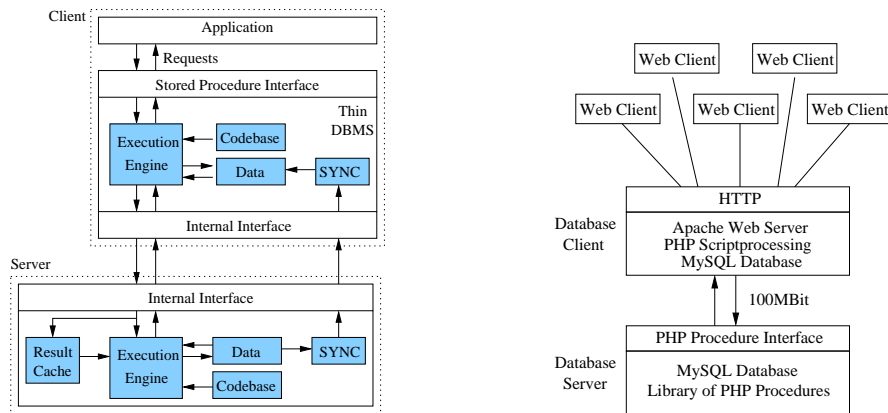 Client
Application
Requests
Stored Procedure Interface
Thin
DBMS
Execution
Engine
Codebase
Data
SYNC
Internal Interface
Server
Internal Interface
Result
Cache
Execution
Engine
Data
SYNC
Codebase
Web Client
Web Client
Web Client
Web Client
Web Client
HTTP
Database
Client
Apache Web Server
PHP Scriptprocessing
MySQL Database
100MBit
PHP Procedure Interface
Database
Server
MySQL Database
Library of PHP Procedures